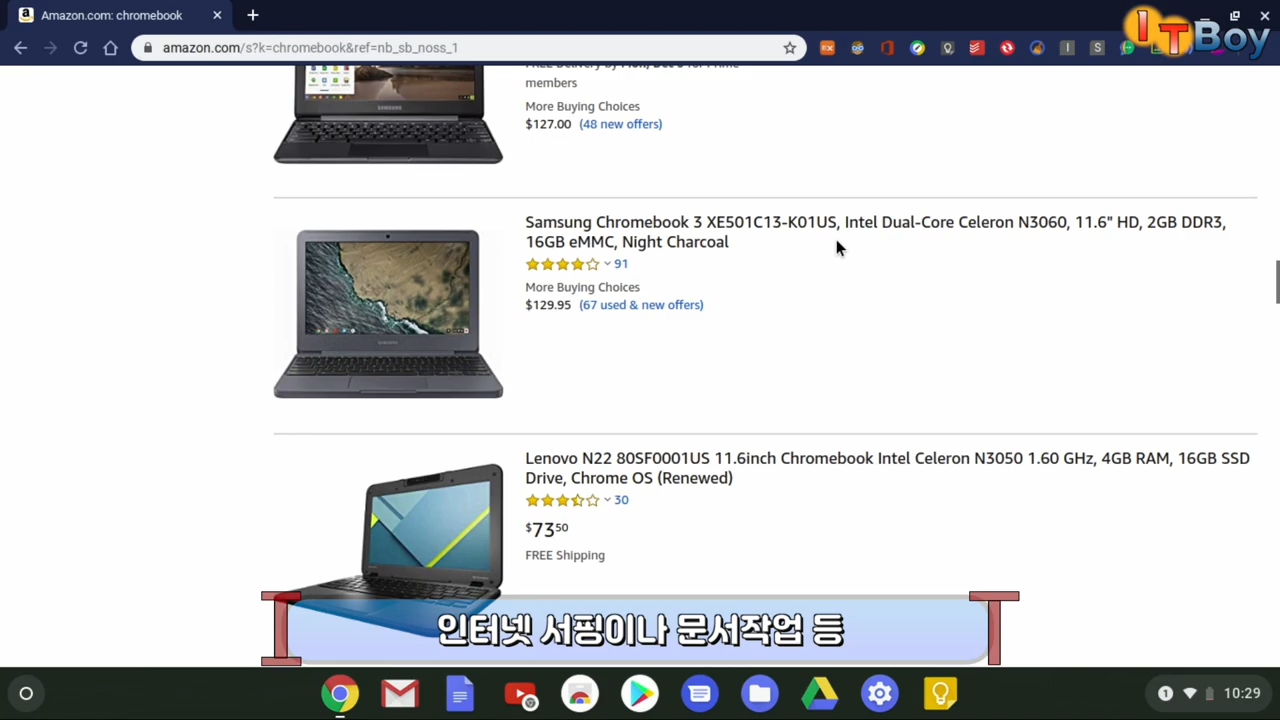 Amazon.com: chromebook
amazon.com/s?k=chromebook&ref=nb_sb_noss_1
ITBoy
members
More Buying Choices
$127.00 (48 new offers)
SAMSUNG
Samsung Chromebook 3 XE501C13-K01US, Intel Dual-Core Celeron N3060, 11.6" HD, 2GB DDR3,
16GB eMMC, Night Charcoal
91
More Buying Choices
$129.95 (67 used & new offers)
SAMSUNG
Lenovo N22 80SF0001US 11.6inch Chromebook Intel Celeron N3050 1.60 GHz, 4GB RAM, 16GB SSD
Drive, Chrome OS (Renewed)
30
$73 50
FREE Shipping
인터넷 서핑이나 문서작업 등
1 10:29